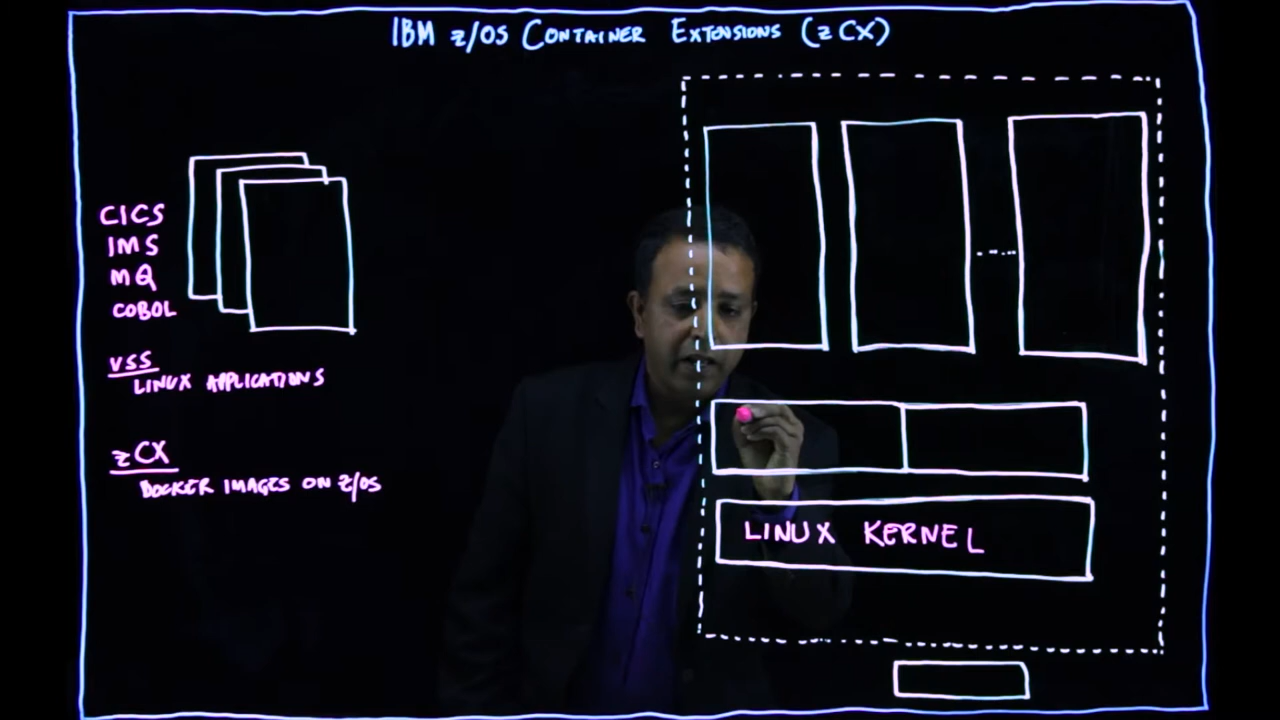 IBM z/OS CONTAINER EXTENSIONS (zCX)
CICS
IMS
MQ
COBOL
VSS
LINUX APPLICATIONS
zCX
DOCKER IMAGES ON z/OS
LINUX KERNEL